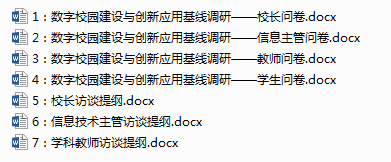 1：数字校园建设与创新应用基线调研——校长问卷.docx
2：数字校园建设与创新应用基线调研——信息主管问卷.docx
3：数字校园建设与创新应用基线调研——教师问卷.docx
4：数字校园建设与创新应用基线调研——学生问卷.docx
5：校长访谈提纲.docx
6：信息技术主管访谈提纲.docx
7：学科教师访谈提纲.docx